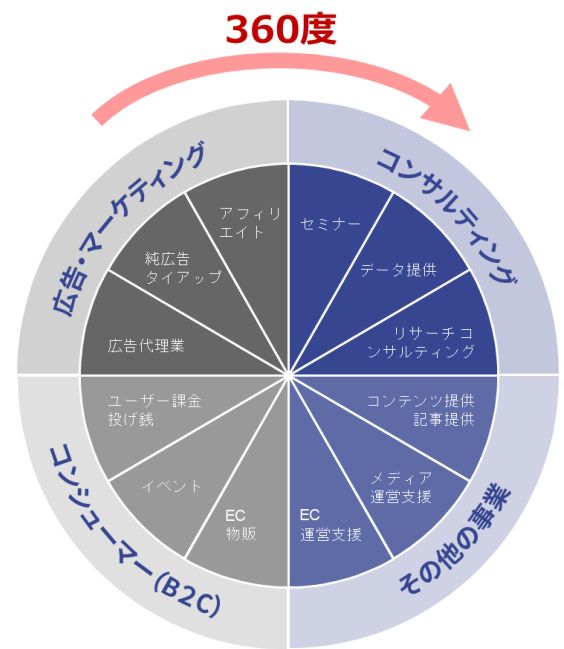 360度
広告・マーケティング
コンサルティング
アフィリ
エイト
セミナー
純広告
タイアップ
データ提供
広告代理業
リサーチコ
ンサルティング
ユーザー課金
投げ銭
コンテンツ提供
記事提供
イベント
メディア
運営支援
EC
物販
EC
運営支援
コンシューマー(B2C)
その他の事業